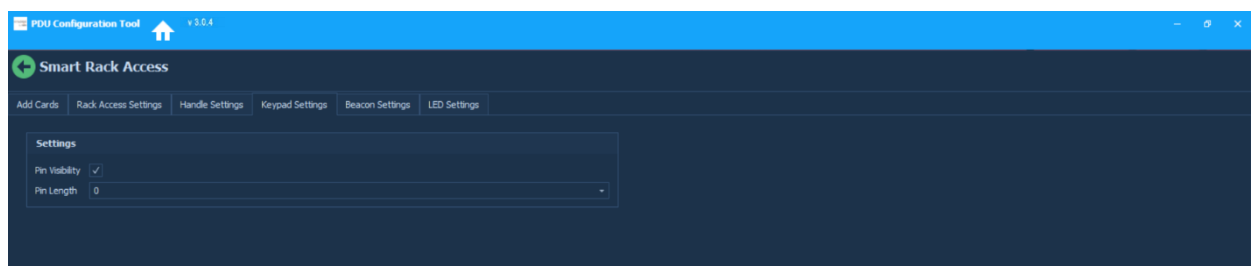 PDU Configuration Tool v 3.0.4
Smart Rack Access
Add Cards Rack Access Settings Handle Settings Keypad Settings Beacon Settings LED Settings
Settings
Pin Visibility
Pin Length 0